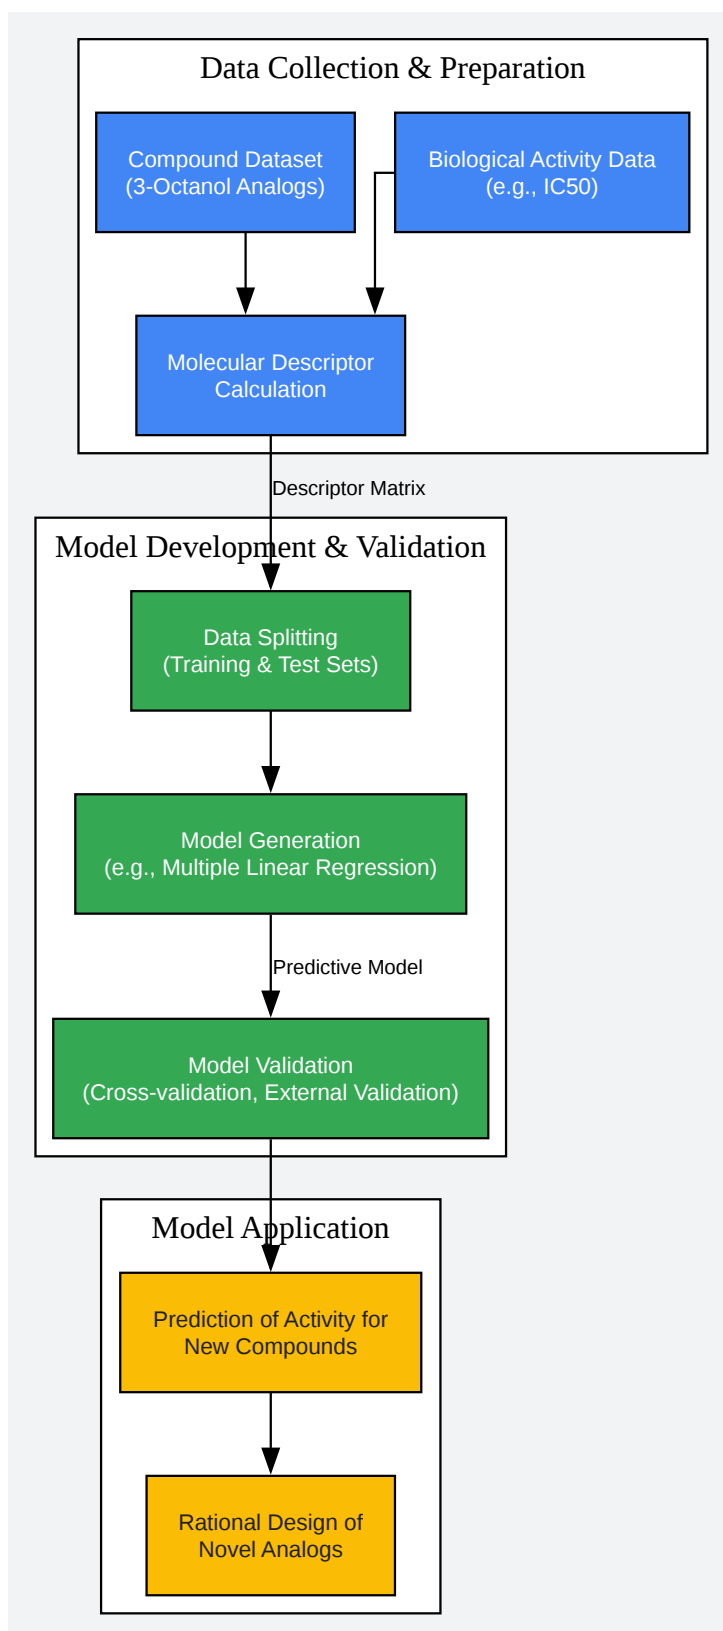 Data Collection & Preparation
Compound Dataset
(3-Octanol Analogs)
Biological Activity Data
(e.g., IC50)
Molecular Descriptor
Calculation
Descriptor Matrix
Model Development & Validation
Data Splitting
(Training & Test Sets)
Model Generation
(e.g., Multiple Linear Regression)
Predictive Model
Model Validation
(Cross-validation, External Validation)
Model Application
Prediction of Activity for
New Compounds
Rational Design of
Novel Analogs